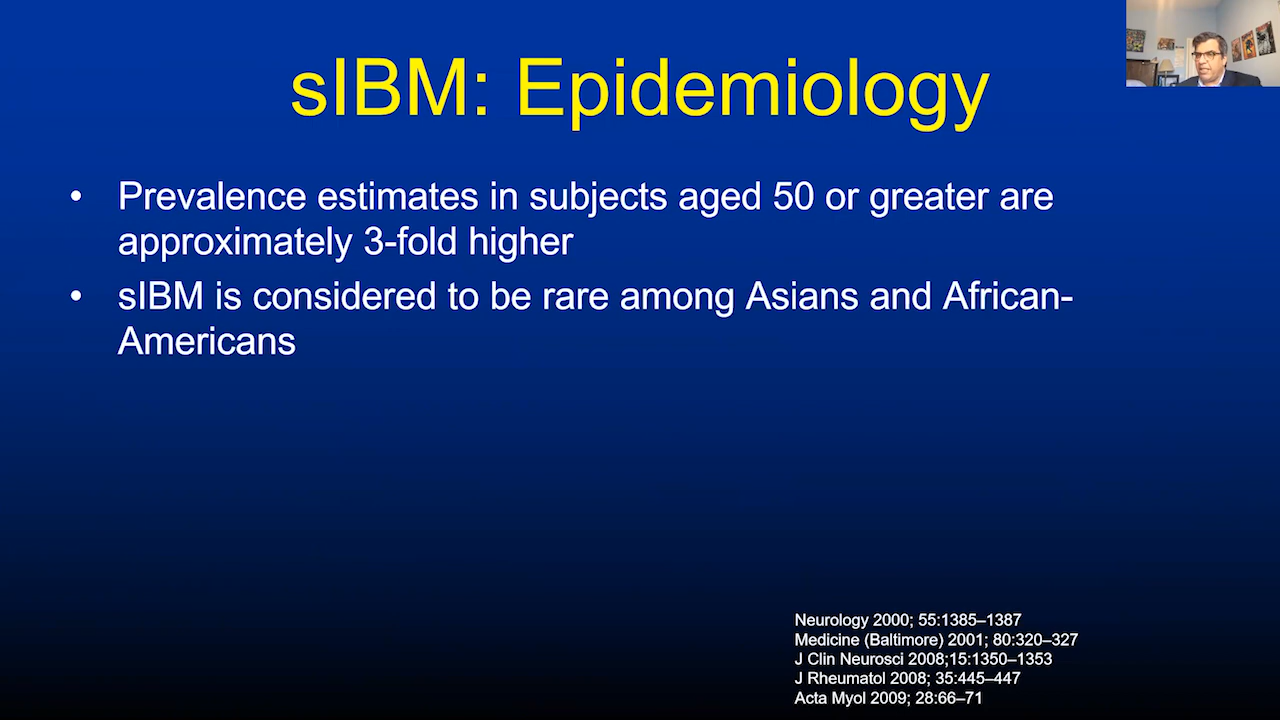 sIBM: Epidemiology
• Prevalence estimates in subjects aged 50 or greater are
approximately 3-fold higher
• sIBM is considered to be rare among Asians and African-
Americans
Neurology 2000; 55:1385–1387
Medicine (Baltimore) 2001; 80:320–327
J Clin Neurosci 2008;15:1350–1353
J Rheumatol 2008; 35:445–447
Acta Myol 2009; 28:66–71